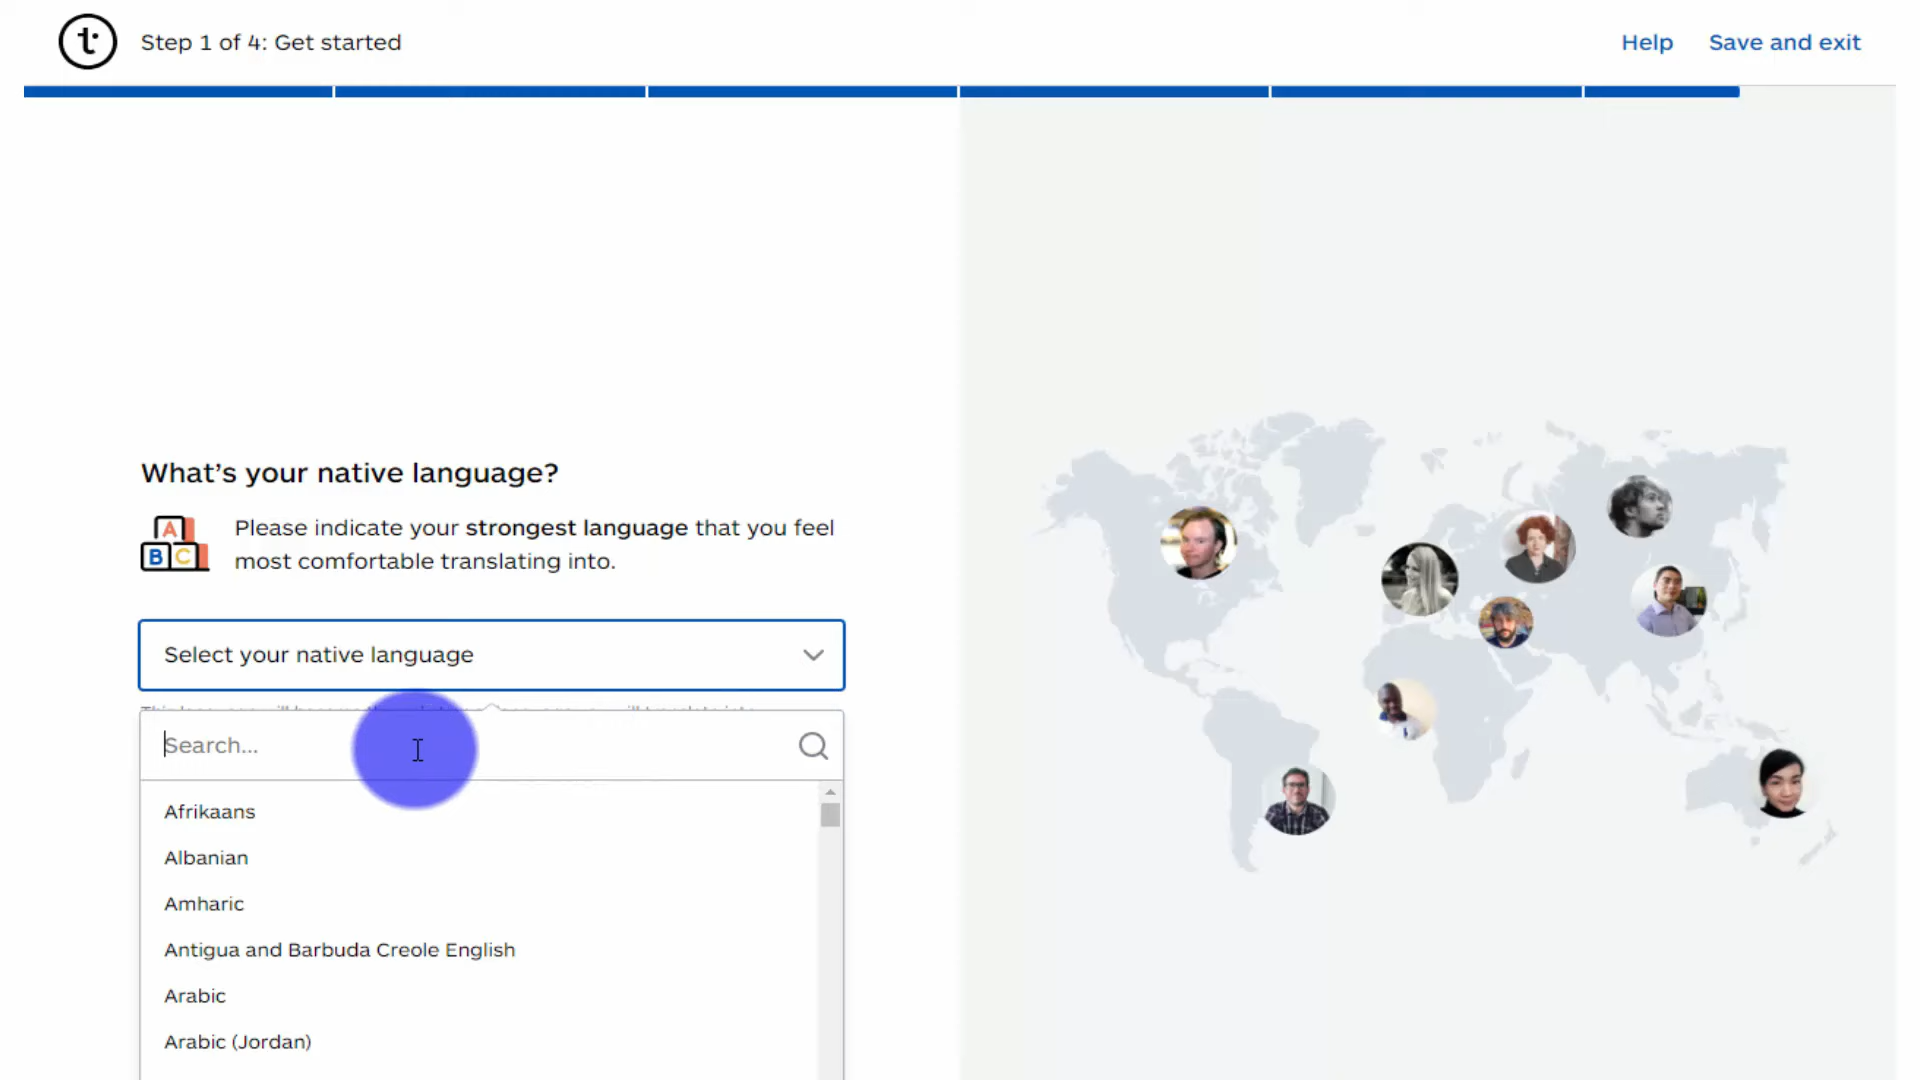 t
Step 1 of 4: Get started
Help
Save and exit
What's your native language?
A
B C
Please indicate your strongest language that you feel
most comfortable translating into.
Select your native language
Search...
Afrikaans
Albanian
Amharic
Antigua and Barbuda Creole English
Arabic
Arabic (Jordan)